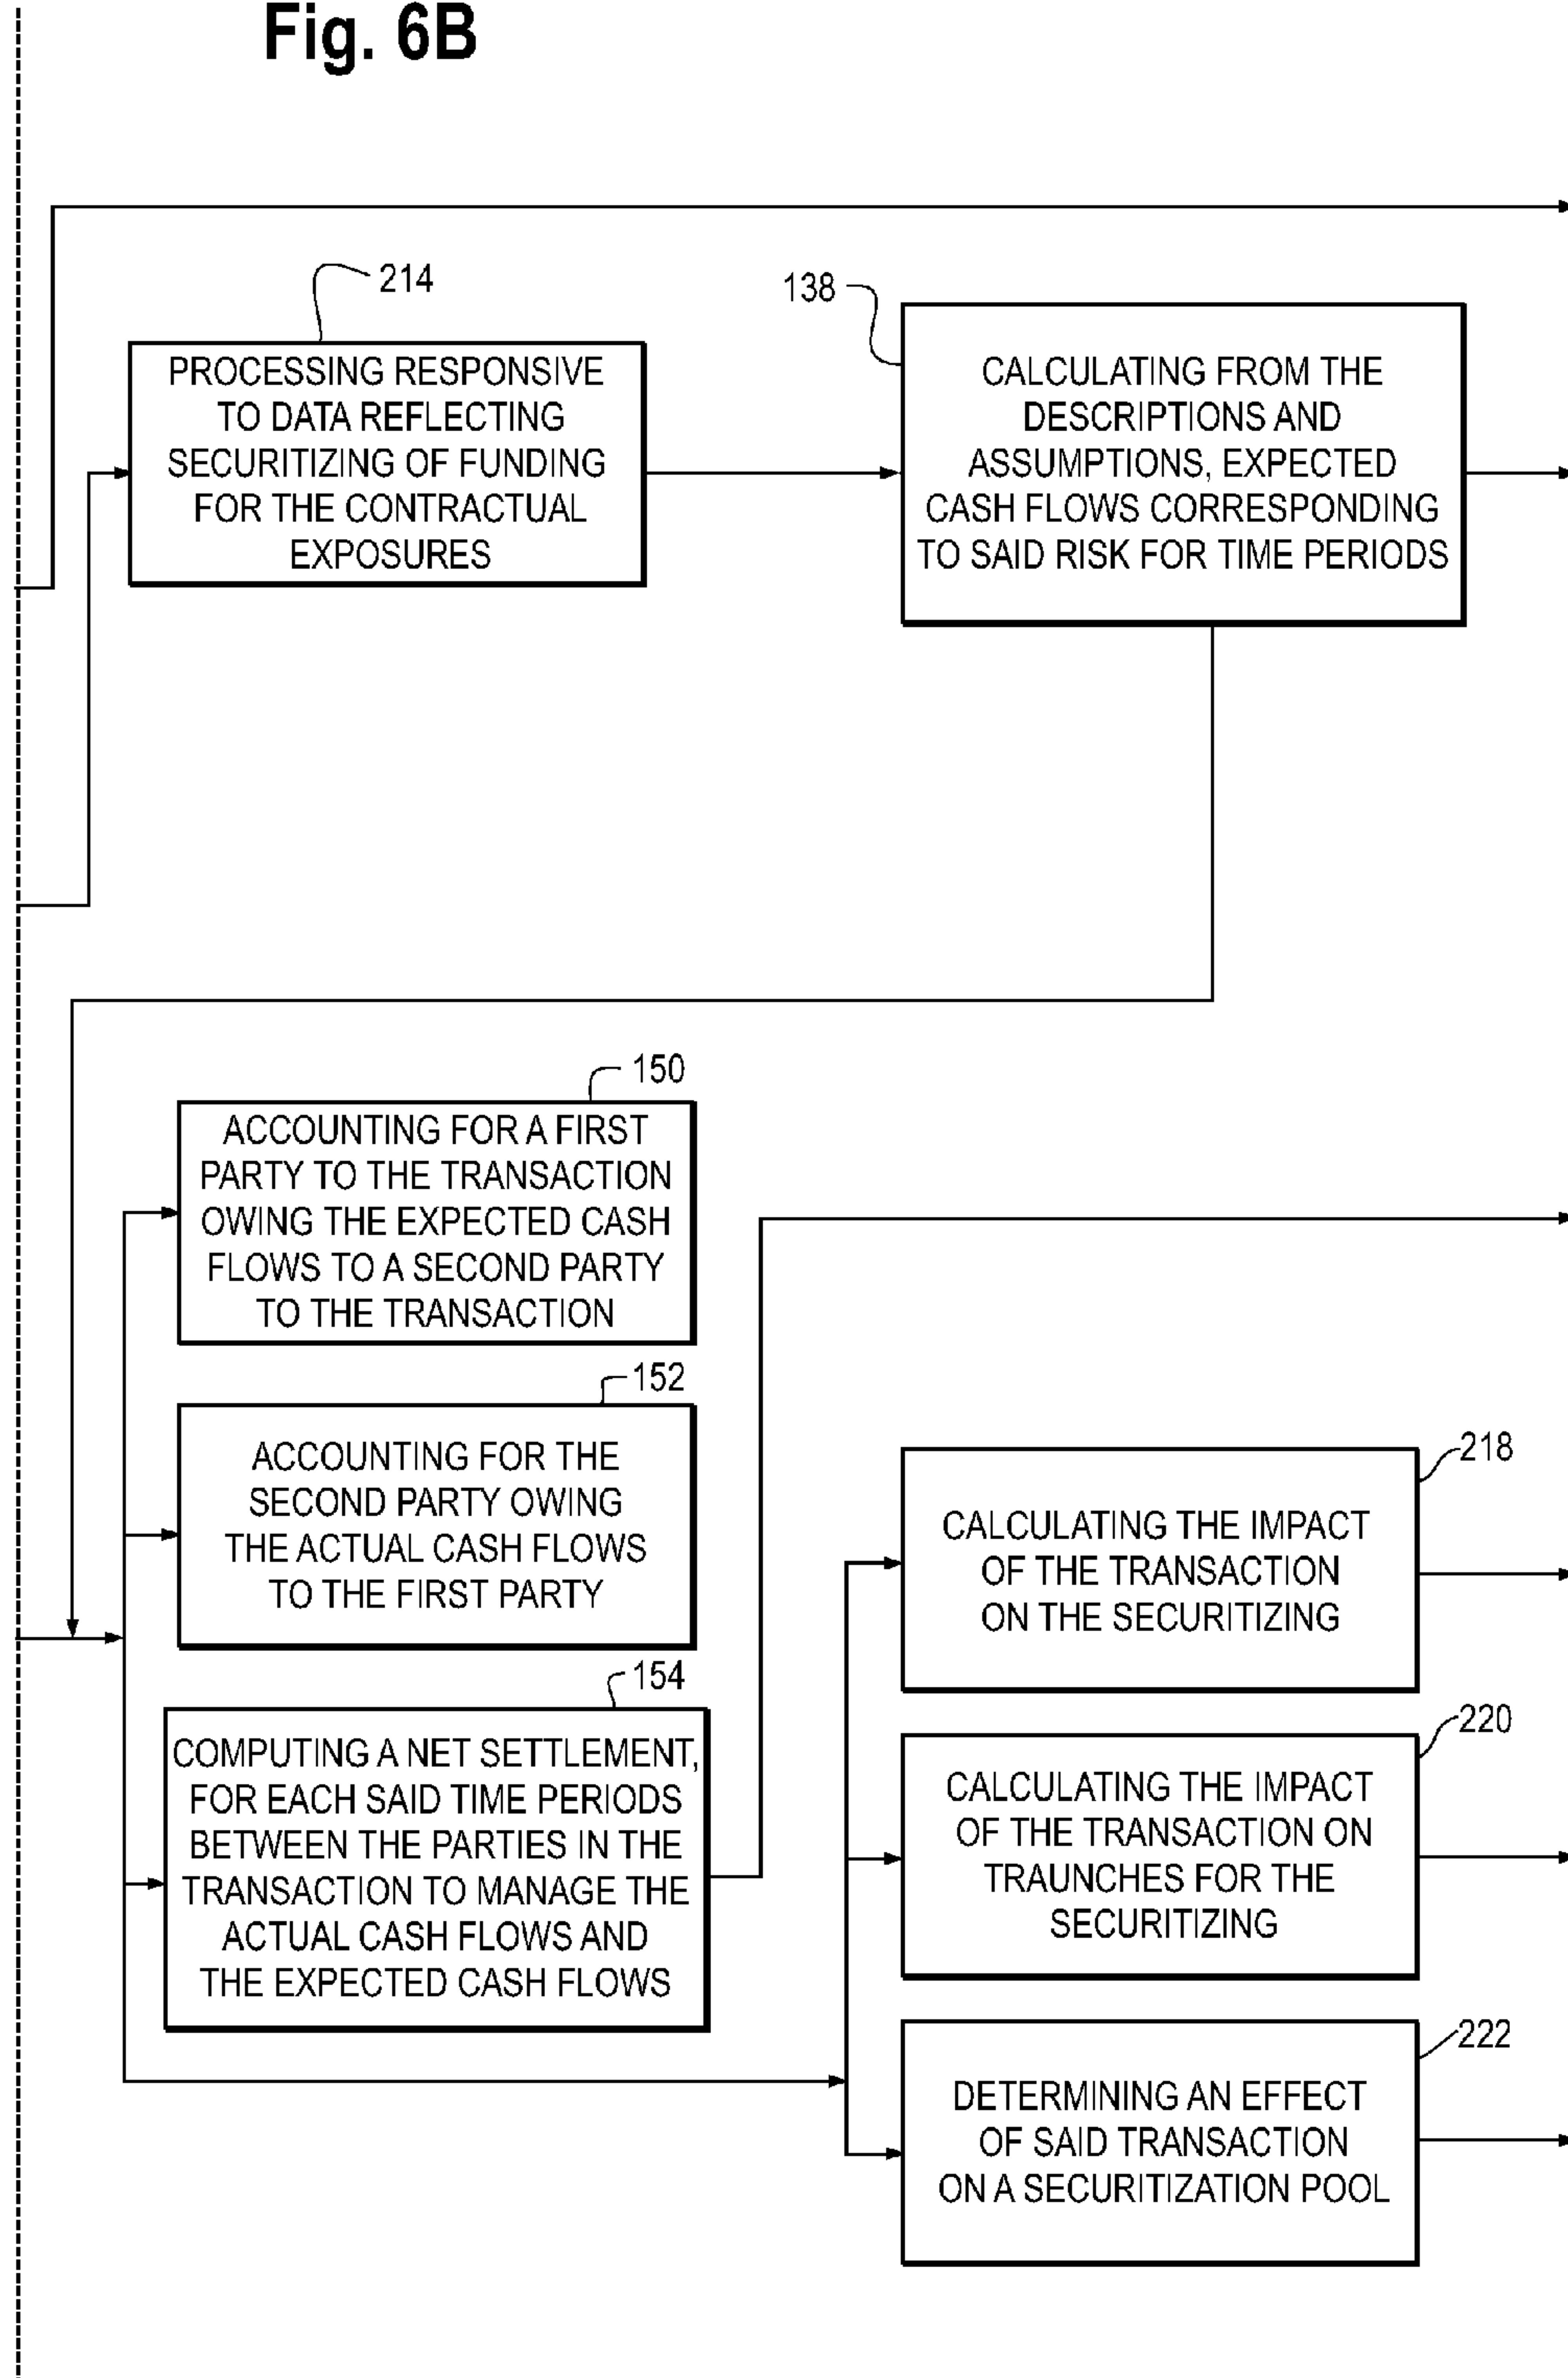 Fig. 6B
214
PROCESSING RESPONSIVE
TO DATA REFLECTING
SECURITIZING OF FUNDING
FOR THE CONTRACTUAL
EXPOSURES
138
CALCULATING FROM THE
DESCRIPTIONS AND
ASSUMPTIONS, EXPECTED
CASH FLOWS CORRESPONDING
TO SAID RISK FOR TIME PERIODS
150
ACCOUNTING FOR A FIRST
PARTY TO THE TRANSACTION
OWING THE EXPECTED CASH
FLOWS TO A SECOND PARTY
TO THE TRANSACTION
152
ACCOUNTING FOR THE
SECOND PARTY OWING
THE ACTUAL CASH FLOWS
TO THE FIRST PARTY
154
COMPUTING A NET SETTLEMENT,
FOR EACH SAID TIME PERIODS
BETWEEN THE PARTIES IN THE
TRANSACTION TO MANAGE THE
ACTUAL CASH FLOWS AND
THE EXPECTED CASH FLOWS
218
CALCULATING THE IMPACT
OF THE TRANSACTION
ON THE SECURITIZING
220
CALCULATING THE IMPACT
OF THE TRANSACTION ON
TRAUNCHES FOR THE
SECURITIZING
222
DETERMINING AN EFFECT
OF SAID TRANSACTION
ON A SECURITIZATION POOL